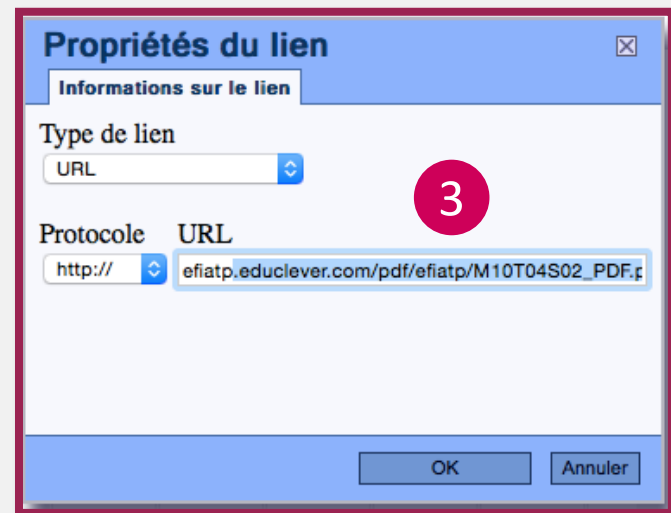 Propriétés du lien
Informations sur le lien
Type de lien
URL
3
Protocole URL
http:// efiatp.educlever.com/pdf/efiatp/M10T04S02_PDF.p
OK Annuler